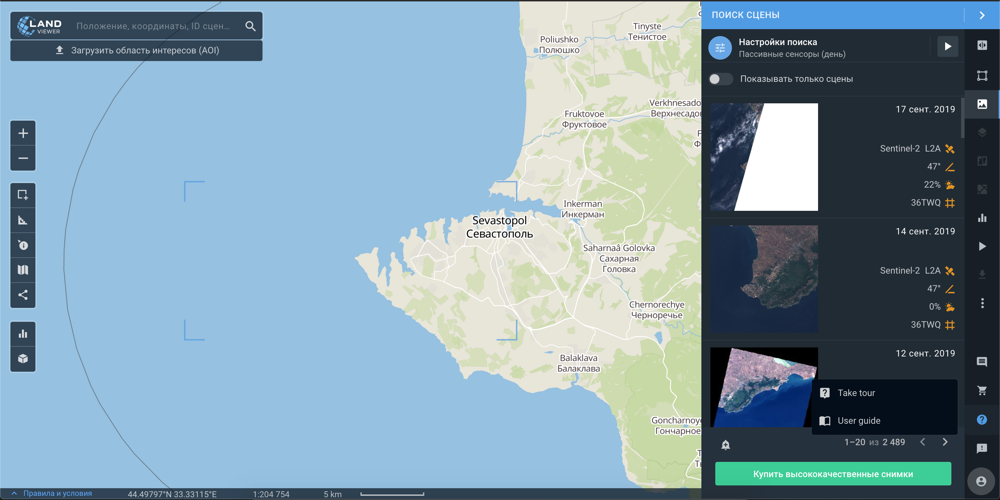 LAND
VIEWER
Положение, координаты, ID сцен...
Загрузить область интересов (AOI)
Tinyste
Тенистое
Poliushko
Полюшко
Verkhnesado
Верхнесадов
Fruktovoe
Фруктовое
Inkerman
Инкерман
Sevastopol
Севастополь
Saharnaâ Golovka
Сахарная
Головка
Chernorechye
Черноречье
Balaklava
Балаклава
Goncharnoye
Гончарное
Правила и условия
44.49797°N 33.33115°E
1:204 754
5 km
ПОИСК СЦЕНЫ
Настройки поиска
Пассивные сенсоры (день)
Показывать только сцены
17 сент. 2019
Sentinel-2 L2A
47°
22%
36TWQ
14 сент. 2019
Sentinel-2 L2A
47°
0%
36TWQ
12 сент. 2019
Take tour
User guide
1–20 из 2 489
Купить высококачественные снимки